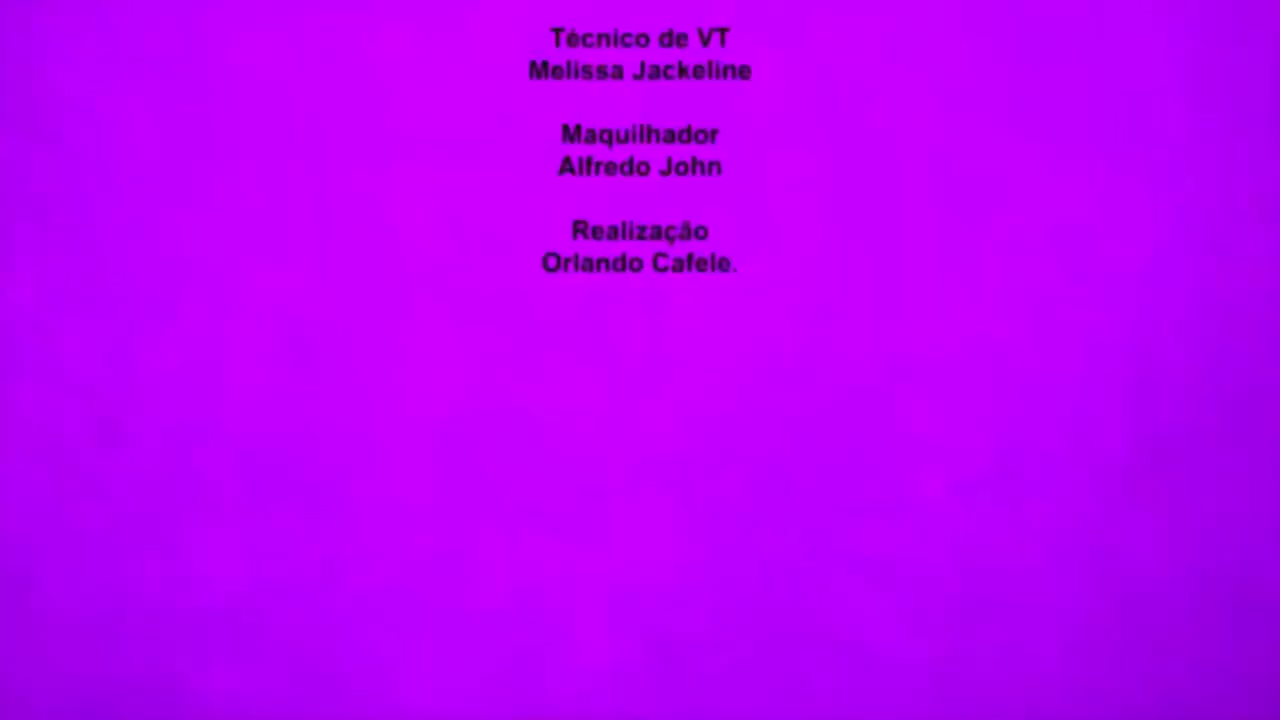 Técnico de VT
Melissa Jackeline
Maquilhador
Alfredo John
Realização
Orlando Cafele.